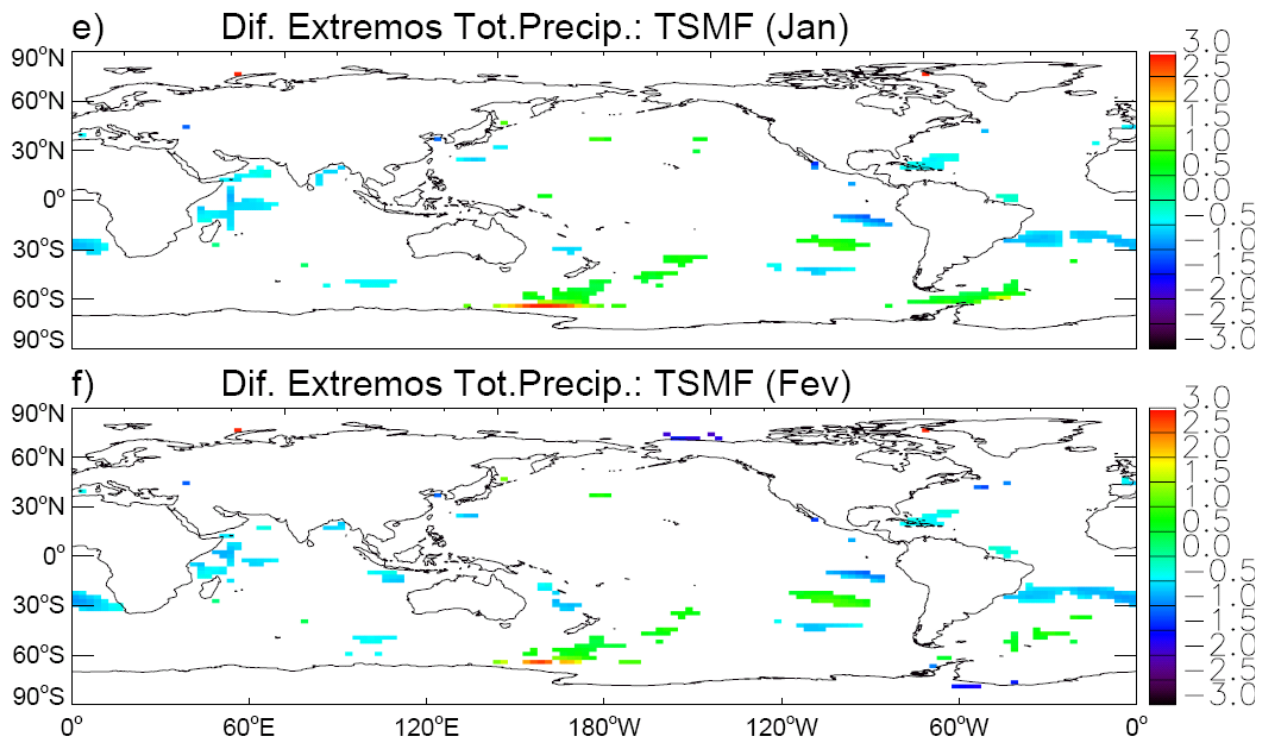 e) Dif. Extremos Tot.Precip.: TSMF (Jan)
90°N
60°N
30°N
0°
30°S
60°S
90°S
3.0
2.5
2.0
1.5
1.0
0.5
0.0
−0.5
−1.0
−1.5
−2.0
−2.5
−3.0
f) Dif. Extremos Tot.Precip.: TSMF (Fev)
90°N
60°N
30°N
0°
30°S
60°S
90°S
3.0
2.5
2.0
1.5
1.0
0.5
0.0
−0.5
−1.0
−1.5
−2.0
−2.5
−3.0
0° 60°E 120°E 180°W 120°W 60°W 0°